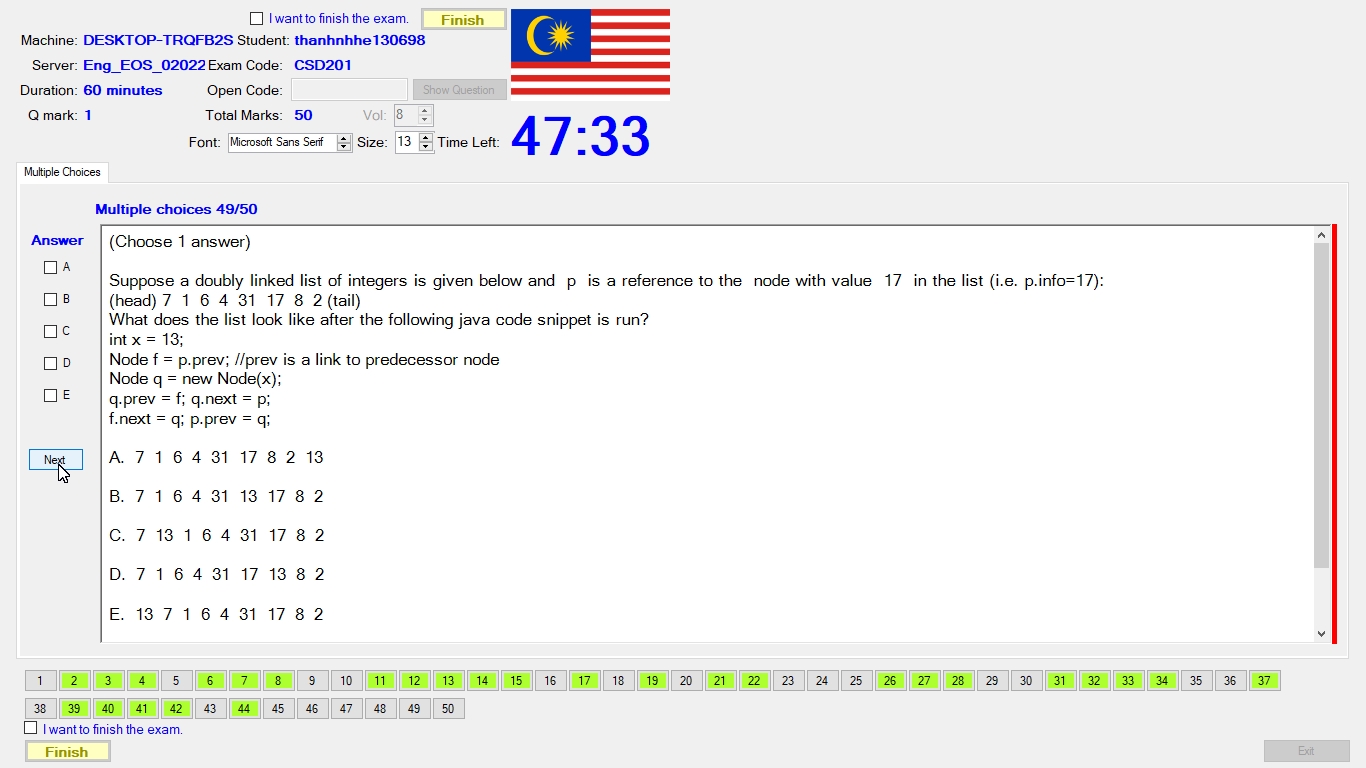 I want to finish the exam.
Finish
Machine: DESKTOP-TRQFB2S Student: thanhnhhe130698
Server: Eng_EOS_02022 Exam Code: CSD201
Duration: 60 minutes Open Code: Show Question
Q mark: 1 Total Marks: 50 Vol: 8
Font: Microsoft Sans Serif Size: 13 Time Left: 47:33
Multiple Choices
Multiple choices 49/50
Answer
A
B
C
D
E
Next
(Choose 1 answer)
Suppose a doubly linked list of integers is given below and p is a reference to the node with value 17 in the list (i.e. p.info=17):
(head) 7 1 6 4 31 17 8 2 (tail)
What does the list look like after the following java code snippet is run?
int x = 13;
Node f = p.prev; //prev is a link to predecessor node
Node q = new Node(x);
q.prev = f; q.next = p;
f.next = q; p.prev = q;
A. 7 1 6 4 31 17 8 2 13
B. 7 1 6 4 31 13 17 8 2
C. 7 13 1 6 4 31 17 8 2
D. 7 1 6 4 31 17 13 8 2
E. 13 7 1 6 4 31 17 8 2
1 2 3 4 5 6 7 8 9 10 11 12 13 14 15 16 17 18 19 20 21 22 23 24 25 26 27 28 29 30 31 32 33 34 35 36 37
38 39 40 41 42 43 44 45 46 47 48 49 50
I want to finish the exam.
Finish
Exit